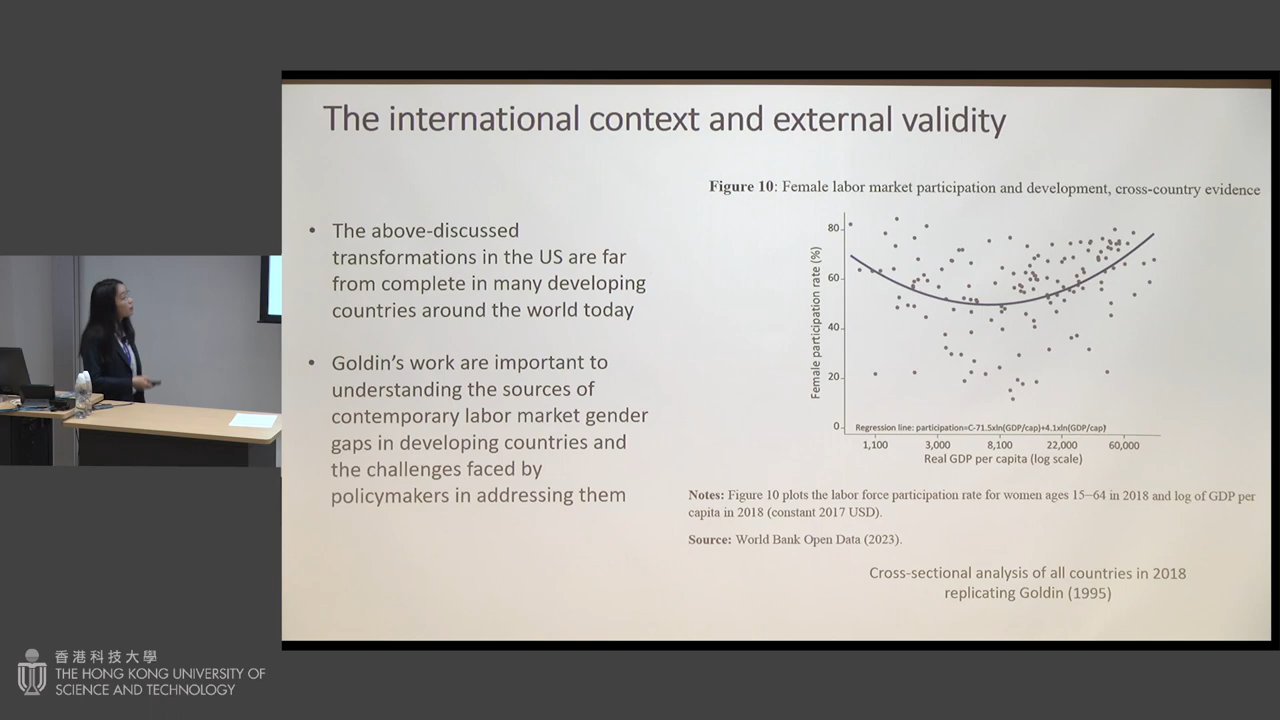 The international context and external validity
• The above-discussed
transformations in the US are far
from complete in many developing
countries around the world today
• Goldin's work are important to
understanding the sources of
contemporary labor market gender
gaps in developing countries and
the challenges faced by
policymakers in addressing them
Figure 10: Female labor market participation and development, cross-country evidence
Female participation rate (%)
80
60
40
20
0
Regression line: participation=C-71.5xln(GDP/cap)+4.1xln(GDP/cap)²
1,100 3,000 8,100 22,000 60,000
Real GDP per capita (log scale)
Notes: Figure 10 plots the labor force participation rate for women ages 15–64 in 2018 and log of GDP per
capita in 2018 (constant 2017 USD).
Source: World Bank Open Data (2023).
Cross-sectional analysis of all countries in 2018
replicating Goldin (1995)
香港科技大學
THE HONG KONG UNIVERSITY OF
SCIENCE AND TECHNOLOGY